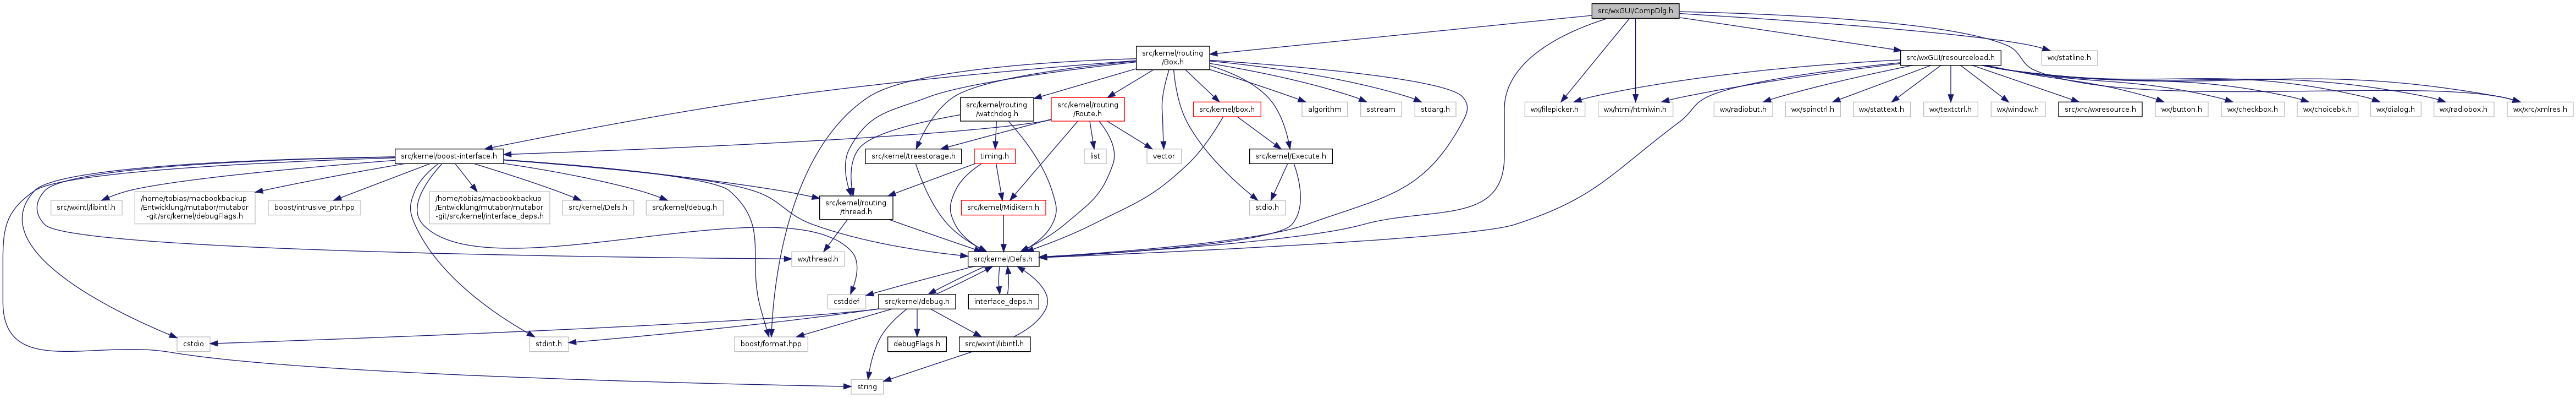 src/wxGUI/CompDlg.h
src/kernel/routing
/Box.h
src/wxGUI/resourceload.h
wx/statline.h
src/kernel/routing
/watchdog.h
src/kernel/routing
/Route.h
src/kernel/box.h
algorithm
sstream
stdarg.h
wx/filepicker.h
wx/html/htmlwin.h
wx/radiobut.h
wx/spinctrl.h
wx/stattext.h
wx/textctrl.h
wx/window.h
src/xrc/wxresource.h
wx/button.h
wx/checkbox.h
wx/choicebk.h
wx/dialog.h
wx/radiobox.h
wx/xrc/xmlres.h
src/kernel/boost-interface.h
src/kernel/treestorage.h
timing.h
list
vector
src/kernel/Execute.h
src/wxintl/libintl.h
/home/tobias/macbookbackup
/Entwicklung/mutabor/mutabor
-git/src/kernel/debugFlags.h
boost/intrusive_ptr.hpp
/home/tobias/macbookbackup
/Entwicklung/mutabor/mutabor
-git/src/kernel/interface_deps.h
src/kernel/Defs.h
src/kernel/debug.h
src/kernel/routing
/thread.h
src/kernel/MidiKern.h
stdio.h
wx/thread.h
src/kernel/Defs.h
cstddef
src/kernel/debug.h
interface_deps.h
cstdio
stdint.h
boost/format.hpp
debugFlags.h
src/wxintl/libintl.h
string